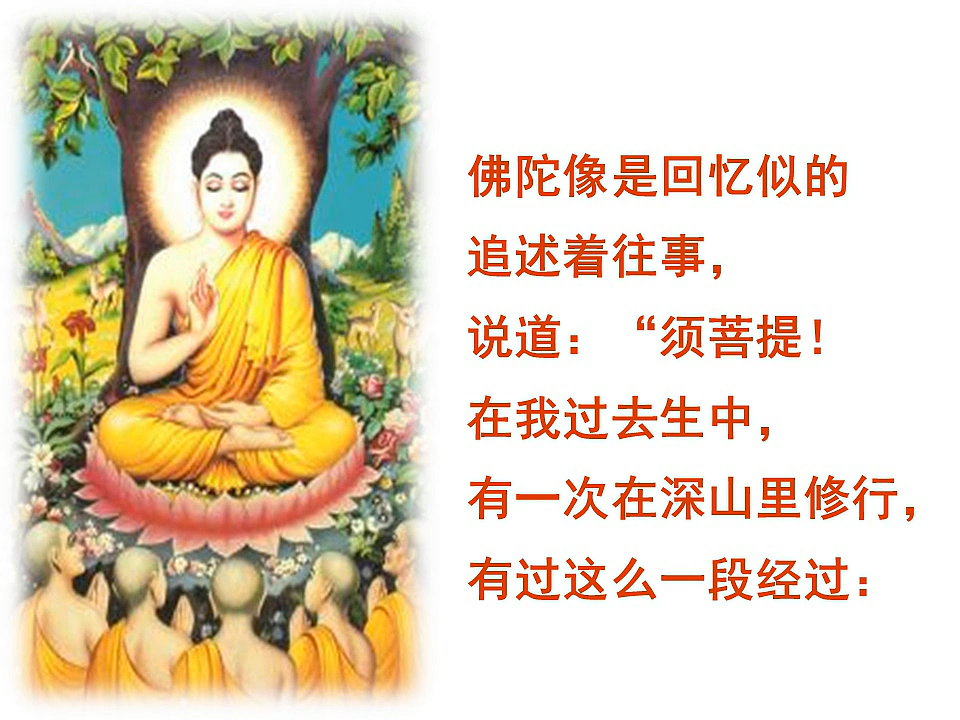 佛陀像是回忆似的
追述着往事，
说道：“须菩提！
在我过去生中，
有一次在深山里修行，
有过这么一段经过：